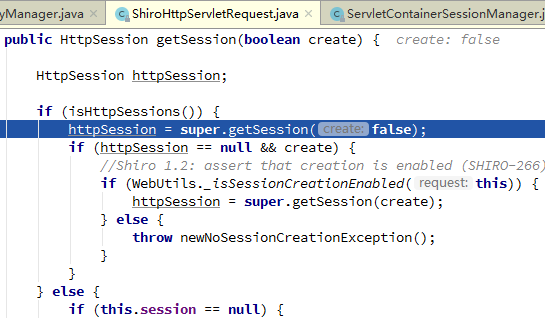 yManager.java × ShiroHttpServletRequest.java × ServletContainerSessionManager.j
public HttpSession getSession(boolean create) { create: false
HttpSession httpSession;
if (isHttpSessions()) {
httpSession = super.getSession( create: false);
if (httpSession == null && create) {
//Shiro 1.2: assert that creation is enabled (SHIRO-266)
if (WebUtils._isSessionCreationEnabled( request: this)) {
httpSession = super.getSession(create);
} else {
throw newNoSessionCreationException();
}
}
} else {
if (this.session == null) {